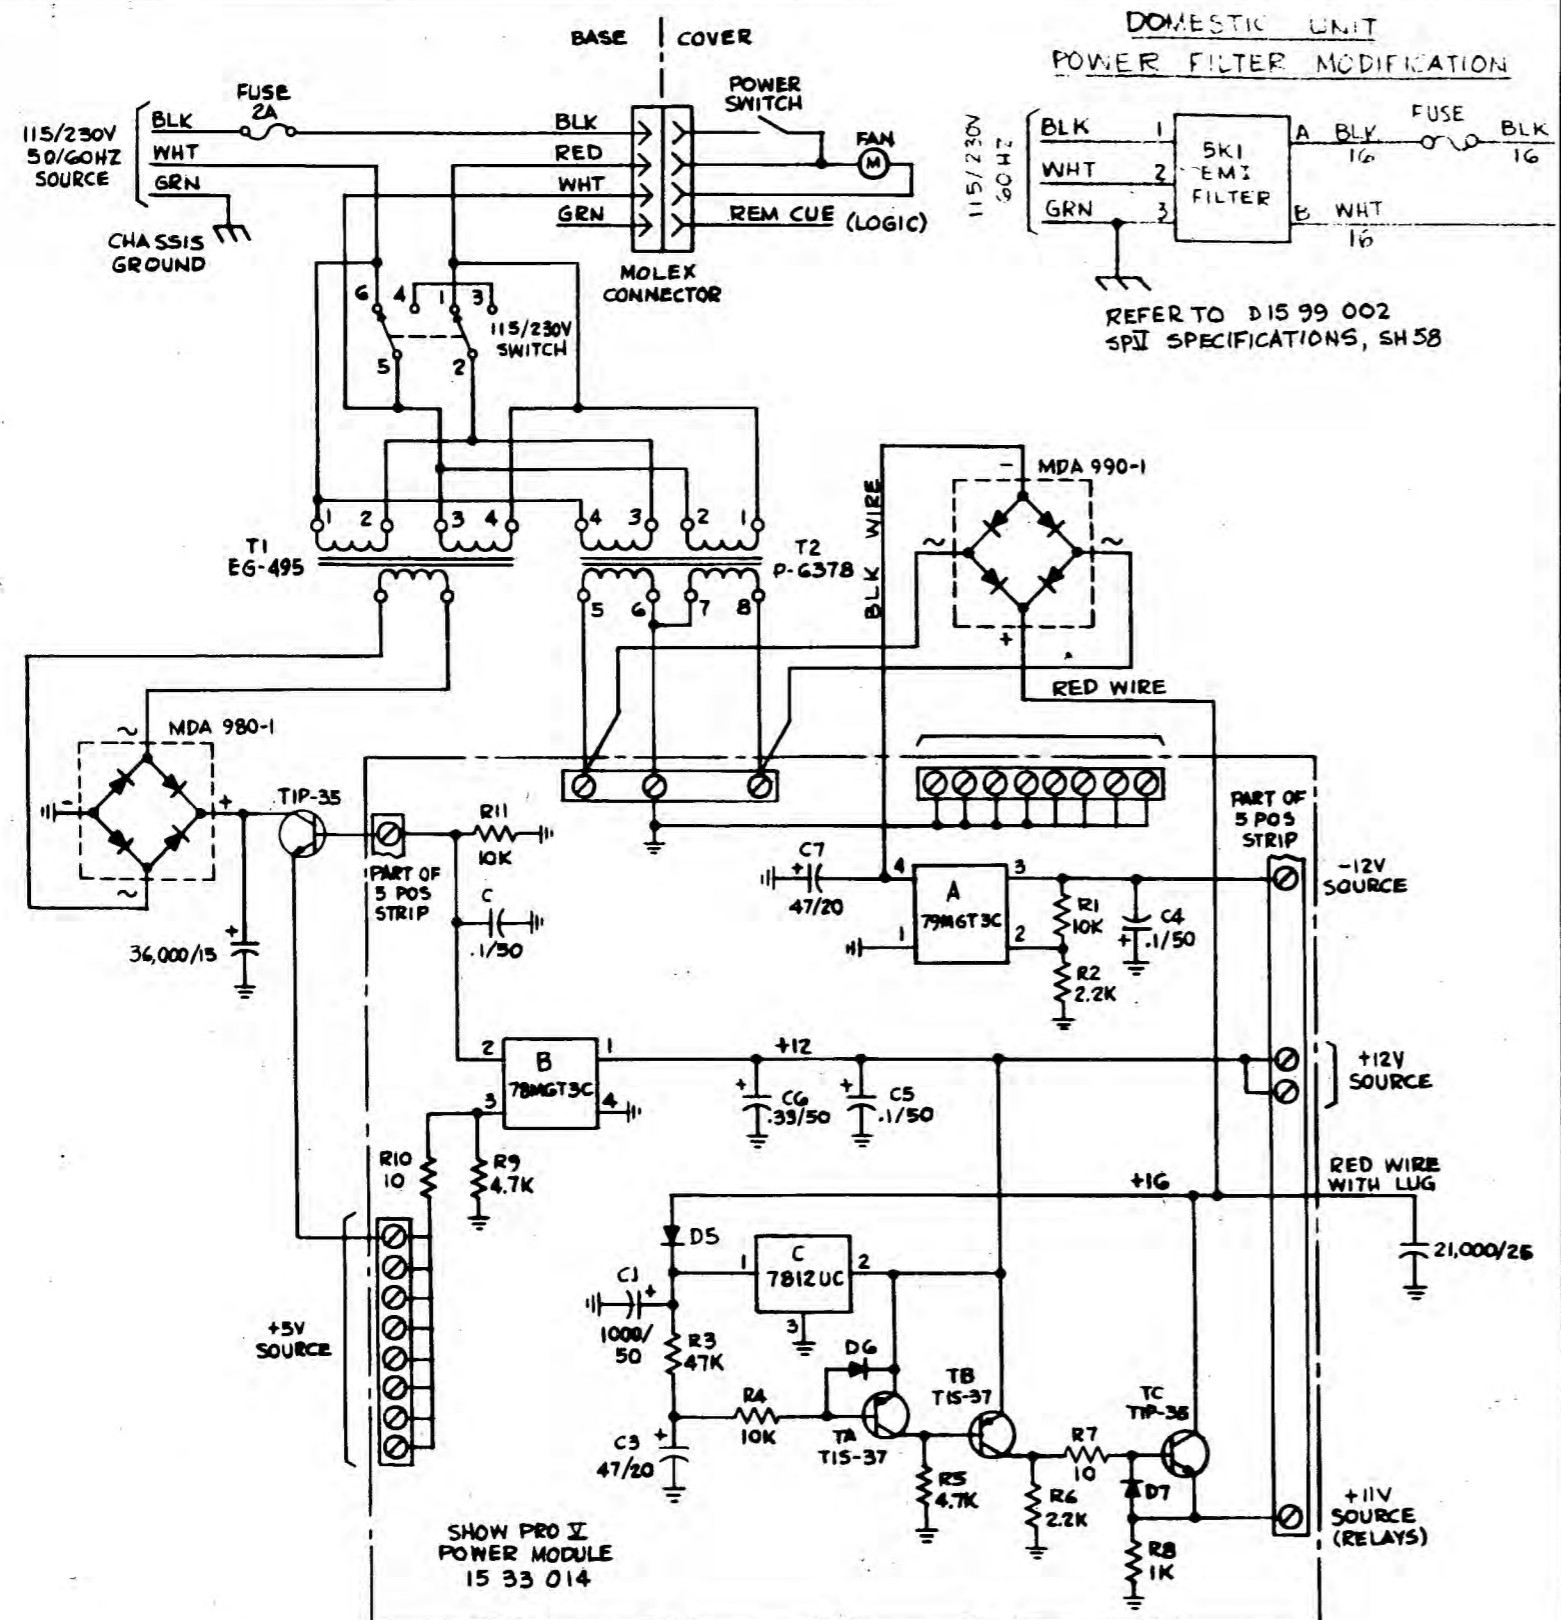 DOMESTIC UNIT
POWER FILTER MODIFICATION
BASE
COVER
115/230V
50/60HZ
SOURCE
BLK
WHT
GRN
FUSE
2A
CHASSIS
GROUND
BLK
RED
WHT
GRN
MOLEX
CONNECTOR
POWER
SWITCH
FAN
M
REM CUE (LOGIC)
115/230V
60HZ
BLK 1
WHT 2
GRN 3
5K1
EMI
FILTER
A BLK
16
FUSE
BLK
16
B WHT
16
REFER TO D15 99 002
SPV SPECIFICATIONS, SH58
6 4 1 3
5 2
115/230V
SWITCH
1 2 3 4
T1
EG-495
4 3 2 1
5 6 7 8
T2
P-6378
BLK WIRE
MDA 990-1
-
~ ~
+
RED WIRE
MDA 980-1
~
- +
~
36,000/15
+
TIP-35
PART OF
5 POS
STRIP
R11
10K
C
.1/50
C7
+
47/20
4 3
A
79MGT3C
1 2
R1
10K
R2
2.2K
C4
+ .1/50
PART OF
5 POS
STRIP
-12V
SOURCE
2 1
B
78MGT3C
3 4
+12
+
C6
.33/50
+
C5
.1/50
+12V
SOURCE
R10
10
R9
4.7K
+5V
SOURCE
+16
RED WIRE
WITH LUG
21,000/25
D5
1 2
C
7812UC
3
C1
+
1000/
50
R3
47K
C3
+
47/20
R4
10K
D6
TA
TIS-37
TB
TIS-37
R5
4.7K
R6
2.2K
R7
10
TC
TIP-35
D7
R8
1K
+11V
SOURCE
(RELAYS)
SHOW PRO V
POWER MODULE
15 33 014